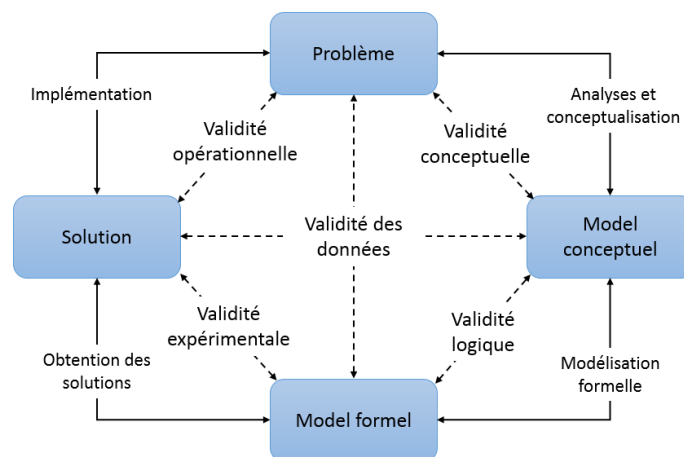 Problème
Implémentation
Analyses et
conceptualisation
Validité
opérationnelle
Validité
conceptuelle
Solution
Validité des
données
Model
conceptuel
Validité
expérimentale
Validité
logique
Obtention des
solutions
Modélisation
formelle
Model formel